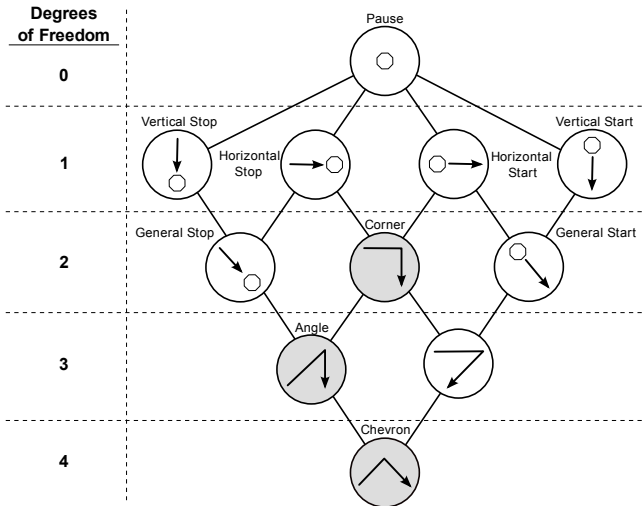 Degrees
of Freedom
Pause
0
Vertical Stop
Vertical Start
Horizontal
Stop
Horizontal
Start
1
General Stop
Corner
General Start
2
Angle
3
Chevron
4